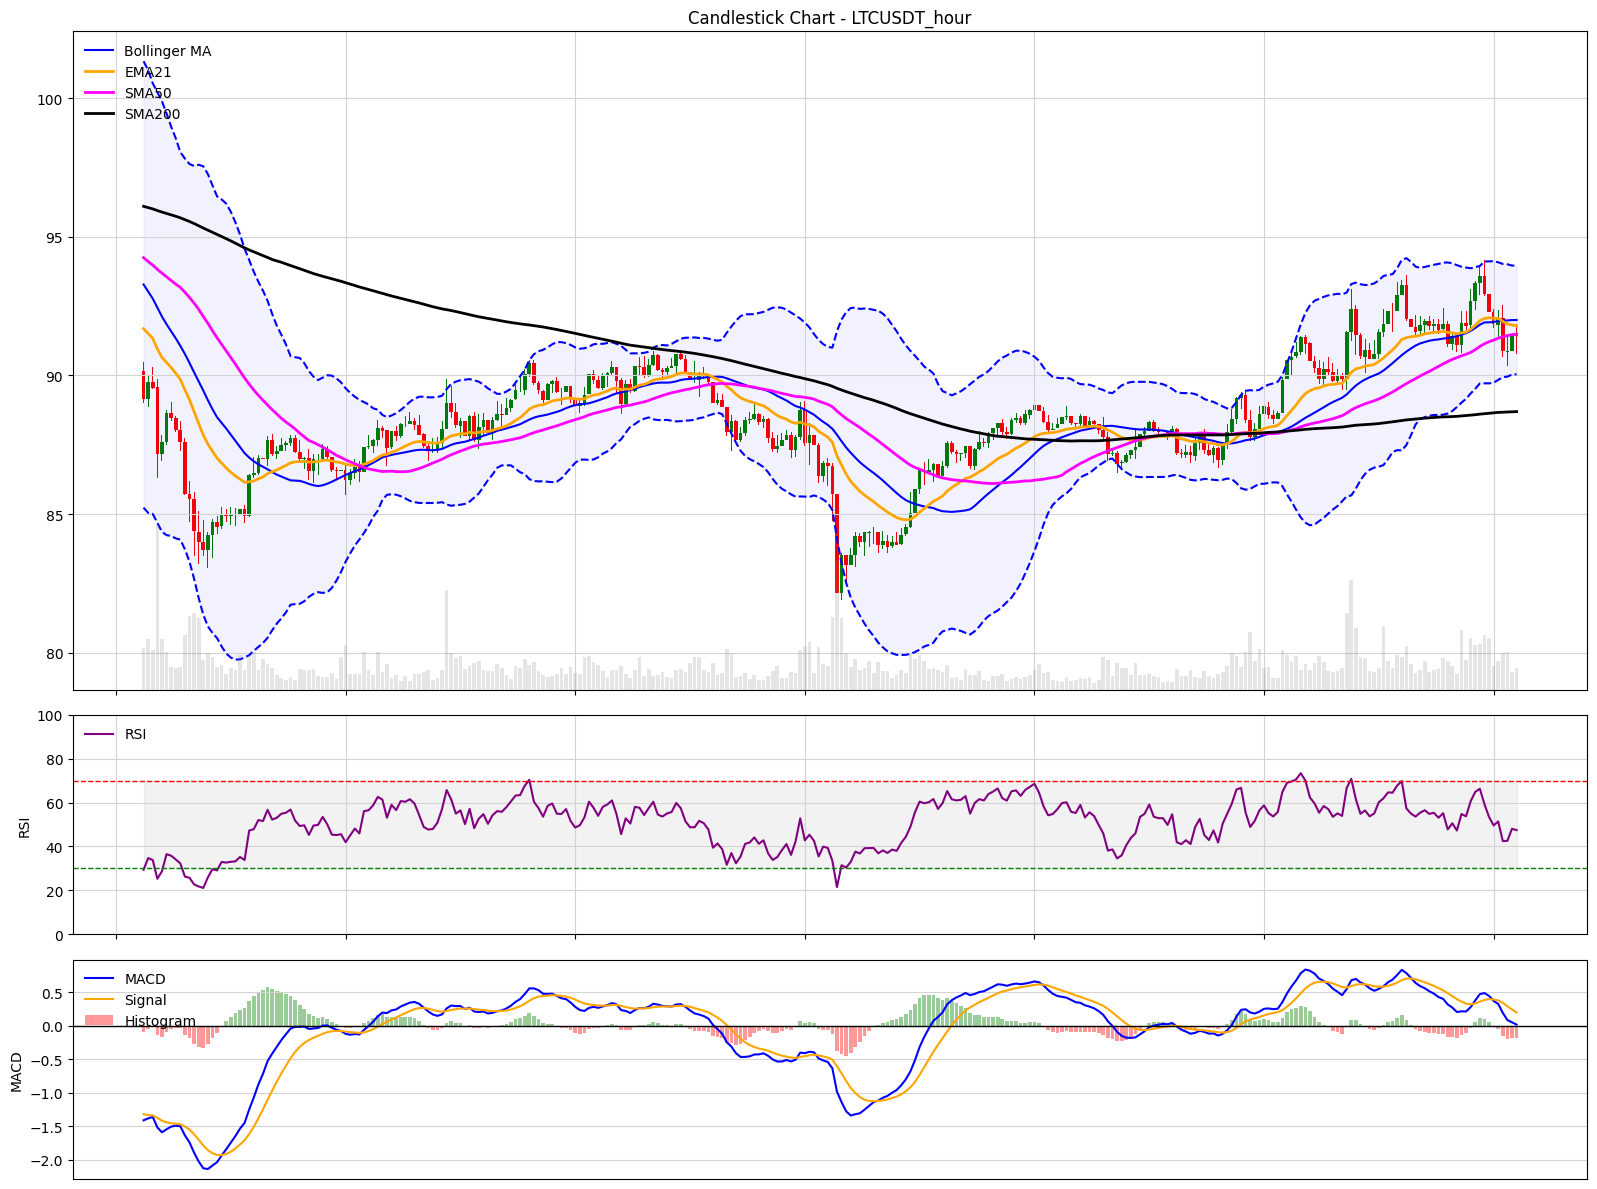 Candlestick Chart - LTCUSDT_hour
Bollinger MA
EMA21
SMA50
SMA200
100
95
90
85
80
RSI
100
80
60
40
20
0
RSI
MACD
Signal
Histogram
0.5
0.0
−0.5
−1.0
−1.5
−2.0
MACD